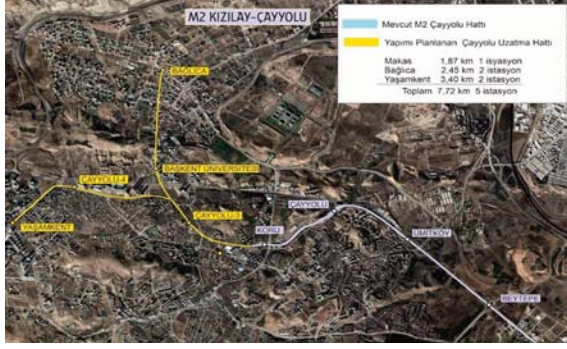 M2 KIZILAY-ÇAYYOLU
Mevcut M2 Çayyolu Hattı
Yapımı Planlanan Çayyolu Uzatma Hattı
Makas 1,87 km 1 isyasyon
Bağlıca 2,45 km 2 istasyon
Yaşamkent 3,40 km 2 istasyon
Toplam 7,72 km 5 istasyon
BAĞLICA
BAŞKENT ÜNİVERSİTESİ
ÇAYYOLU-4
YAŞAMKENT
ÇAYYOLU-3
KORU
ÇAYYOLU
ÜMİTKÖY
BEYTEPE